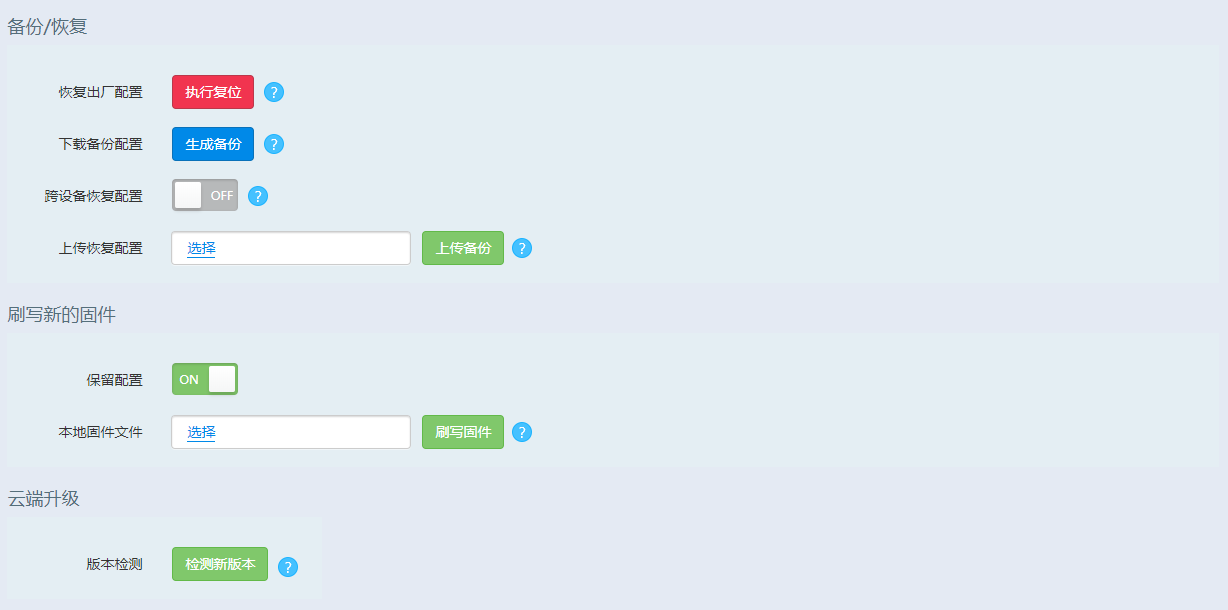 备份/恢复
恢复出厂配置 执行复位 ?
下载备份配置 生成备份 ?
跨设备恢复配置 OFF ?
上传恢复配置 选择 上传备份 ?
刷写新的固件
保留配置 ON
本地固件文件 选择 刷写固件 ?
云端升级
版本检测 检测新版本 ?